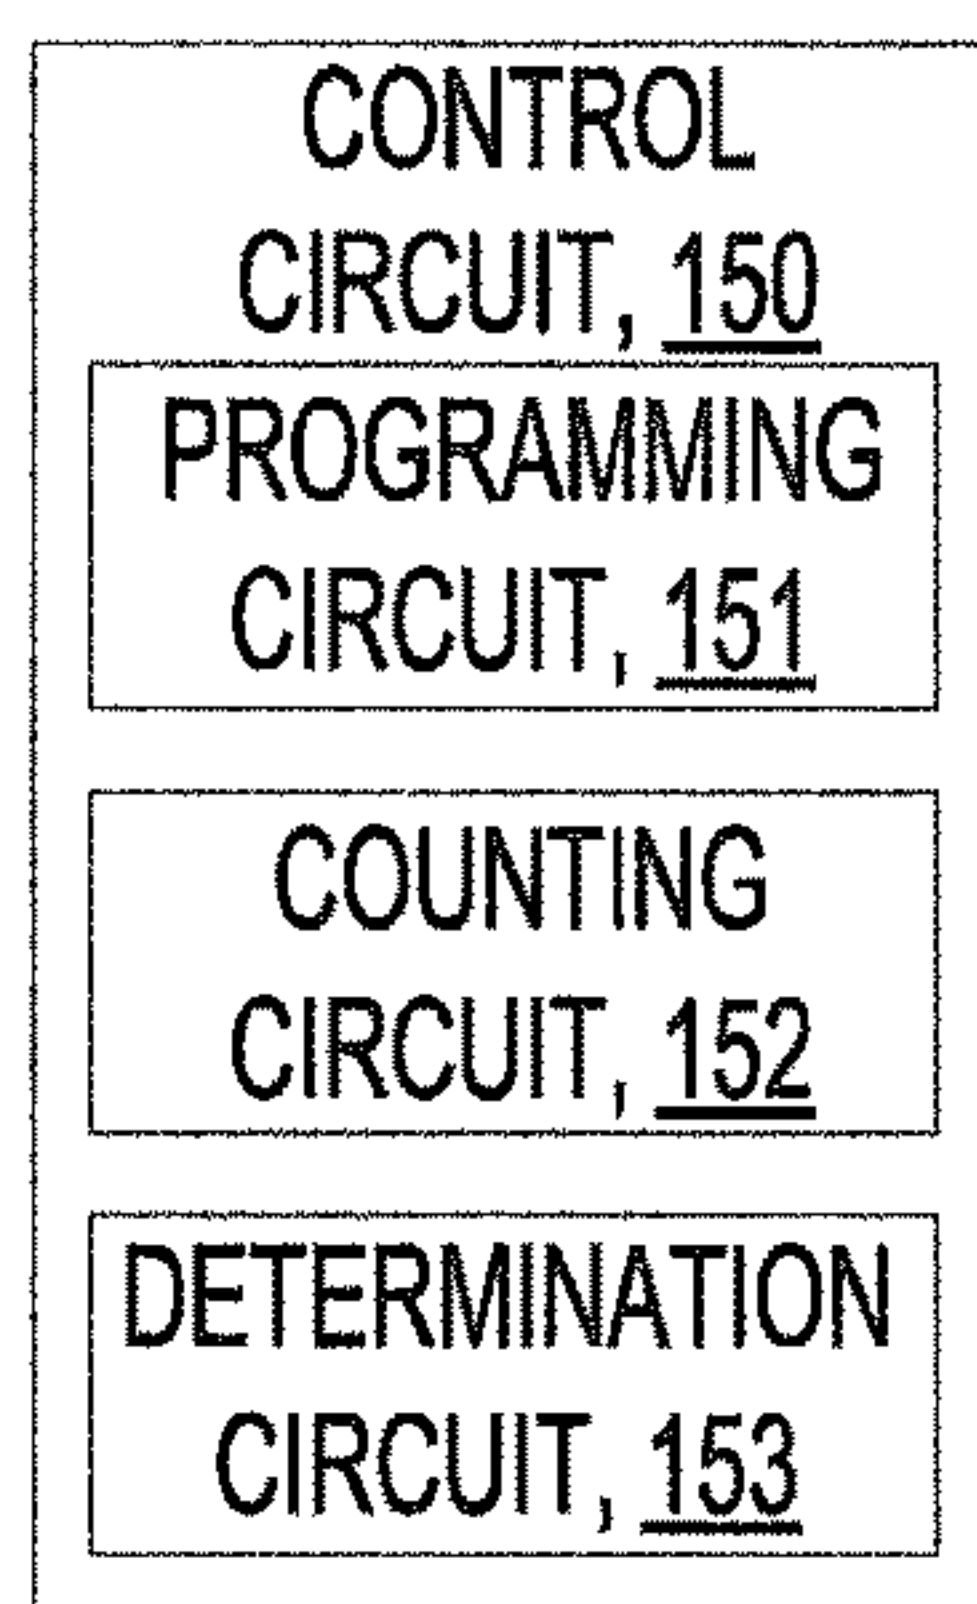 CONTROL
CIRCUIT, 150
PROGRAMMING
CIRCUIT, 151
COUNTING
CIRCUIT, 152
DETERMINATION
CIRCUIT, 153